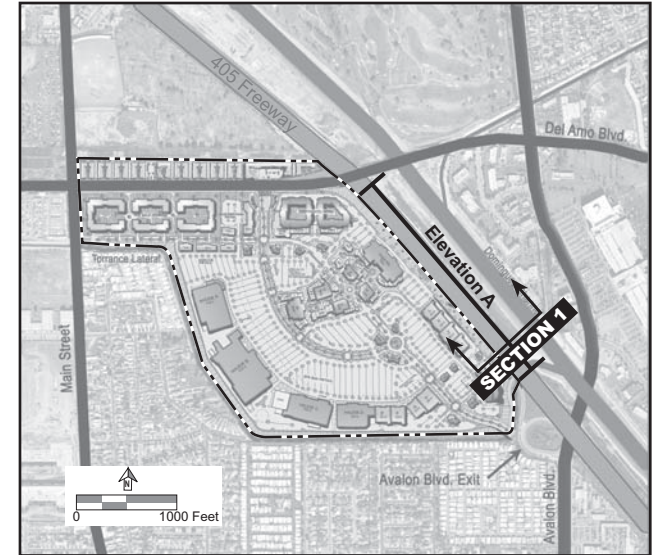 405 Freeway
Del Amo Blvd.
Elevation A
Torrance Lateral
SECTION 1
Main Street
Avalon Blvd. Exit
Avalon Blvd.
N
0 1000 Feet